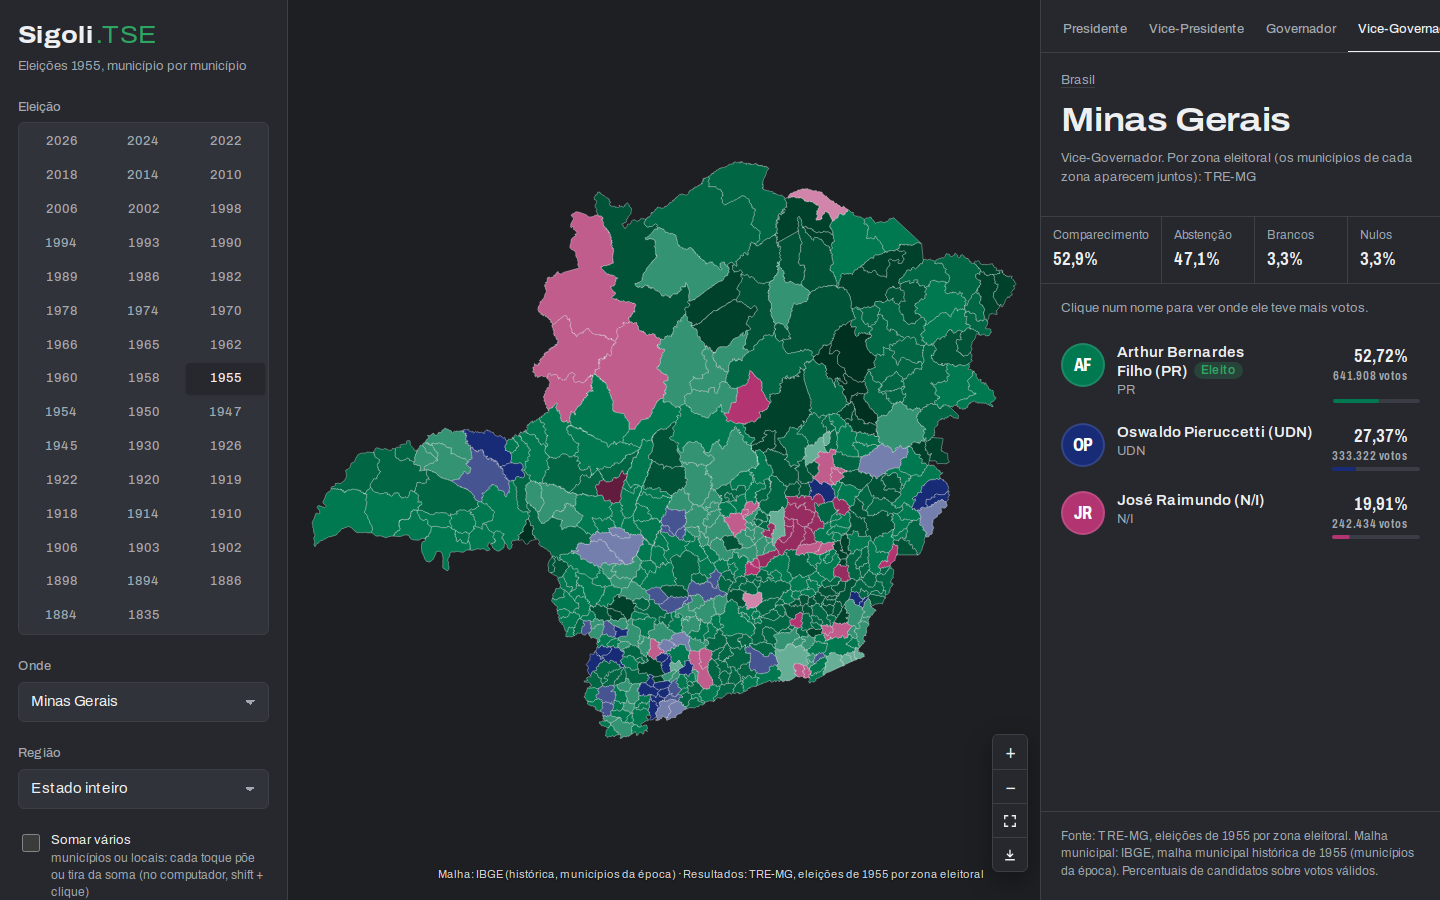 Sigoli.TSE
Eleições 1955, município por município
Eleição
2026 2024 2022
2018 2014 2010
2006 2002 1998
1994 1993 1990
1989 1986 1982
1978 1974 1970
1966 1965 1962
1960 1958 1955
1954 1950 1947
1945 1930 1926
1922 1920 1919
1918 1914 1910
1906 1903 1902
1898 1894 1886
1884 1835
Onde
Minas Gerais
Região
Estado inteiro
Somar vários
municípios ou locais: cada toque põe
ou tira da soma (no computador, shift +
clique)
+
−
Malha: IBGE (histórica, municípios da época) · Resultados: TRE-MG, eleições de 1955 por zona eleitoral
Presidente Vice-Presidente Governador Vice-Governa
Brasil
Minas Gerais
Vice-Governador. Por zona eleitoral (os municípios de cada
zona aparecem juntos): TRE-MG
Comparecimento Abstenção Brancos Nulos
52,9% 47,1% 3,3% 3,3%
Clique num nome para ver onde ele teve mais votos.
AF
Arthur Bernardes
Filho (PR) Eleito
PR
52,72%
641.908 votos
OP
Oswaldo Pieruccetti (UDN)
UDN
27,37%
333.322 votos
JR
José Raimundo (N/I)
N/I
19,91%
242.434 votos
Fonte: TRE-MG, eleições de 1955 por zona eleitoral. Malha
municipal: IBGE, malha municipal histórica de 1955 (municípios
da época). Percentuais de candidatos sobre votos válidos.